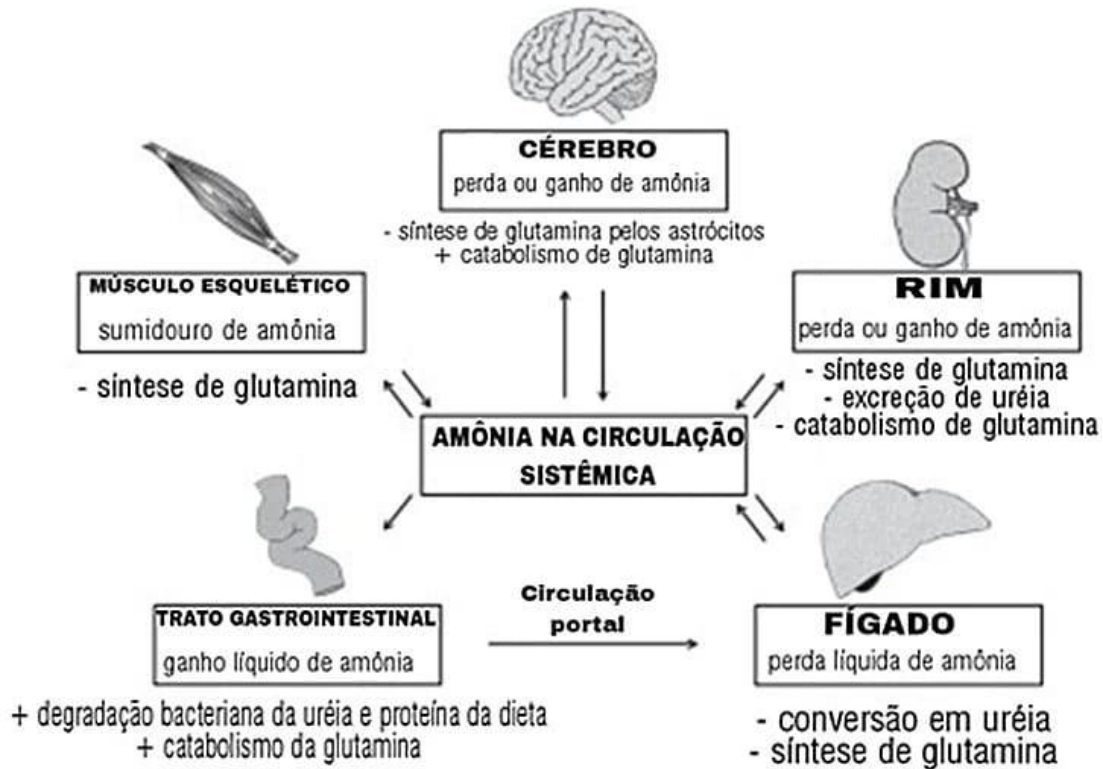 CÉREBRO
perda ou ganho de amônia
- síntese de glutamina pelos astrócitos
+ catabolismo de glutamina
MÚSCULO ESQUELÉTICO
sumidouro de amônia
- síntese de glutamina
RIM
perda ou ganho de amônia
- síntese de glutamina
- excreção de uréia
- catabolismo de glutamina
AMÔNIA NA CIRCULAÇÃO
SISTÊMICA
TRATO GASTROINTESTINAL
ganho líquido de amônia
+ degradação bacteriana da uréia e proteína da dieta
+ catabolismo da glutamina
Circulação
portal
FÍGADO
perda líquida de amônia
- conversão em uréia
- síntese de glutamina